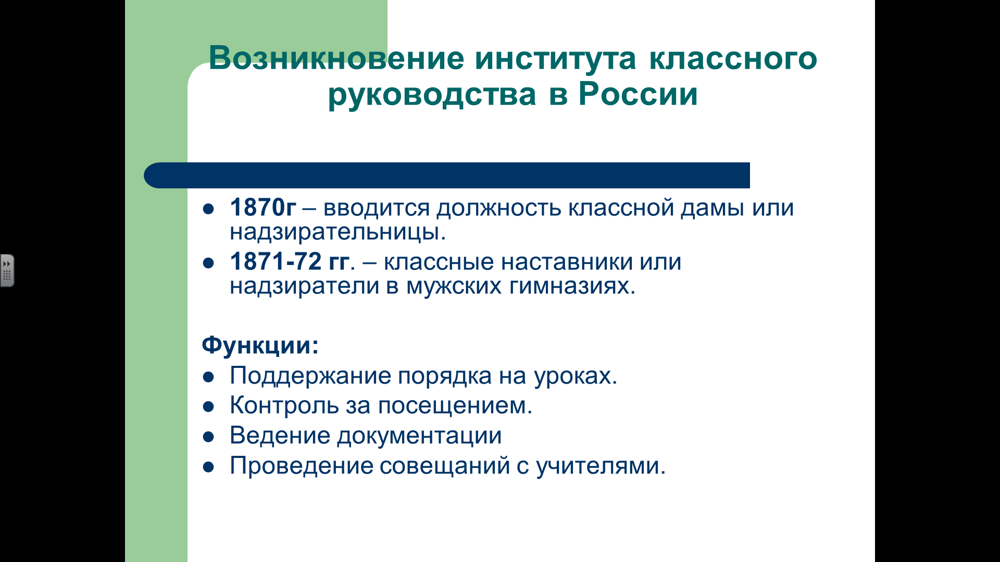 Возникновение института классного
руководства в России
● 1870г – вводится должность классной дамы или
надзирательницы.
● 1871-72 гг. – классные наставники или
надзиратели в мужских гимназиях.
Функции:
● Поддержание порядка на уроках.
● Контроль за посещением.
● Ведение документации
● Проведение совещаний с учителями.